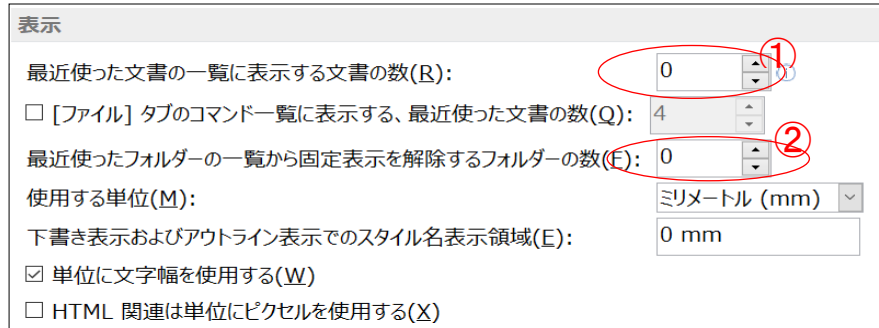 表示
最近使った文書の一覧に表示する文書の数(R): 0 ①
[ファイル] タブのコマンド一覧に表示する、最近使った文書の数(Q): 4
最近使ったフォルダーの一覧から固定表示を解除するフォルダーの数(F): 0 ②
使用する単位(M): ミリメートル (mm)
下書き表示およびアウトライン表示でのスタイル名表示領域(E): 0 mm
単位に文字幅を使用する(W)
HTML 関連は単位にピクセルを使用する(X)